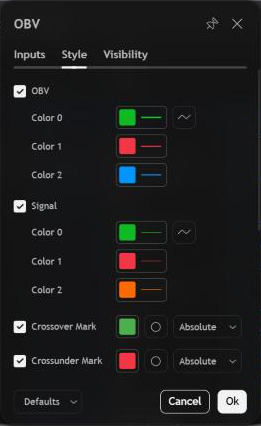 OBV
Inputs Style Visibility
OBV
Color 0
Color 1
Color 2
Signal
Color 0
Color 1
Color 2
Crossover Mark Absolute
Crossunder Mark Absolute
Defaults Cancel Ok